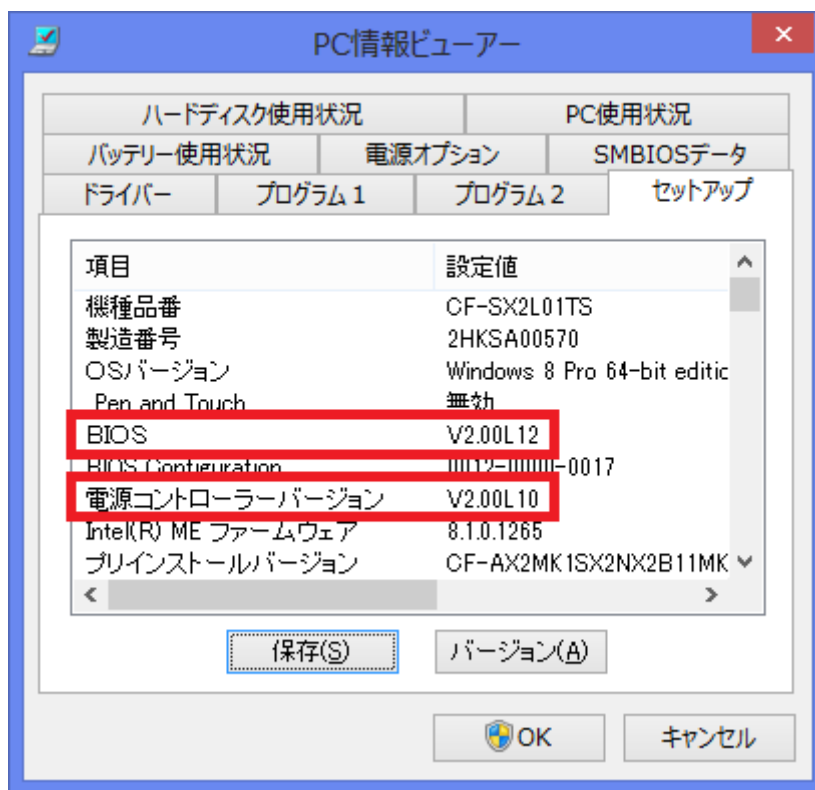 PC情報ビューアー
ハードディスク使用状況 PC使用状況
バッテリー使用状況 電源オプション SMBIOSデータ
ドライバー プログラム1 プログラム2 セットアップ
項目 設定値
機種品番 CF-SX2L01TS
製造番号 2HKSA00570
OSバージョン Windows 8 Pro 64-bit editic
Pen and Touch 無効
BIOS V2.00L12
BIOS Configuration 0012-0000-0017
電源コントローラーバージョン V2.00L10
Intel(R) ME ファームウェア 8.1.0.1265
プリインストールバージョン CF-AX2MK1SX2NX2B11MK
保存(S) バージョン(A)
OK キャンセル